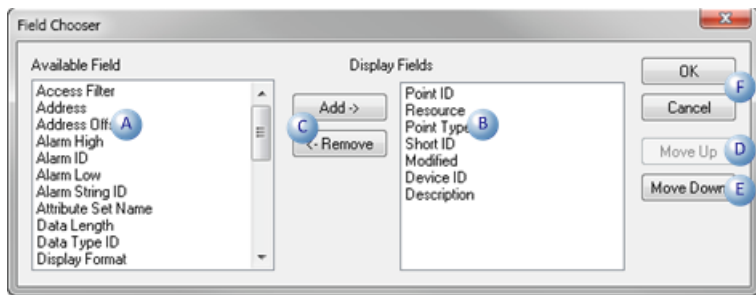 Field Chooser
Available Field
Access Filter
Address
Address Off
Alarm High
Alarm ID
Alarm Low
Alarm String ID
Attribute Set Name
Data Length
Data Type ID
Display Format
A
Add ->
<- Remove
C
Display Fields
Point ID
Resource
Point Type
Short ID
Modified
Device ID
Description
B
OK
Cancel
F
Move Up
D
Move Down
E